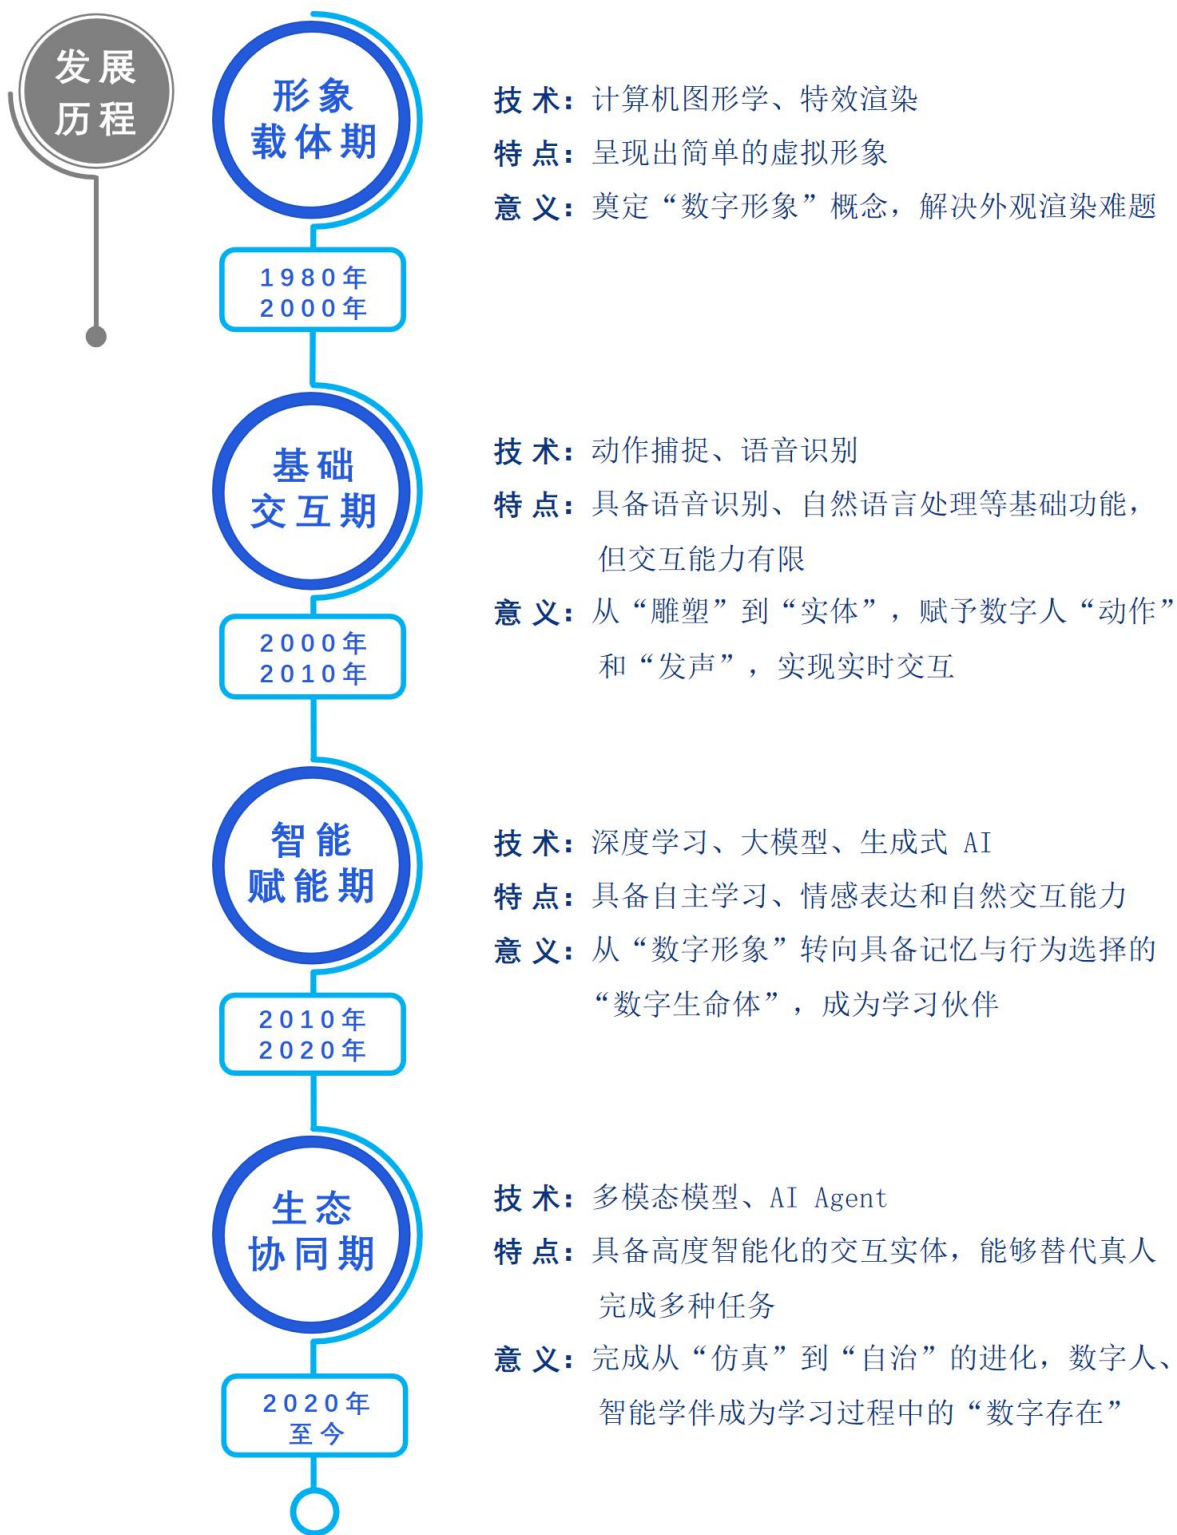 发展
历程
形象
载体期
技术：计算机图形学、特效渲染
特点：呈现出简单的虚拟形象
意义：奠定“数字形象”概念，解决外观渲染难题
1980年
2000年
基础
交互期
技术：动作捕捉、语音识别
特点：具备语音识别、自然语言处理等基础功能，
但交互能力有限
意义：从“雕塑”到“实体”，赋予数字人“动作”
和“发声”，实现实时交互
2000年
2010年
智能
赋能期
技术：深度学习、大模型、生成式 AI
特点：具备自主学习、情感表达和自然交互能力
意义：从“数字形象”转向具备记忆与行为选择的
“数字生命体”，成为学习伙伴
2010年
2020年
生态
协同期
技术：多模态模型、AI Agent
特点：具备高度智能化的交互实体，能够替代真人
完成多种任务
意义：完成从“仿真”到“自治”的进化，数字人、
智能学伴成为学习过程中的“数字存在”
2020年
至今